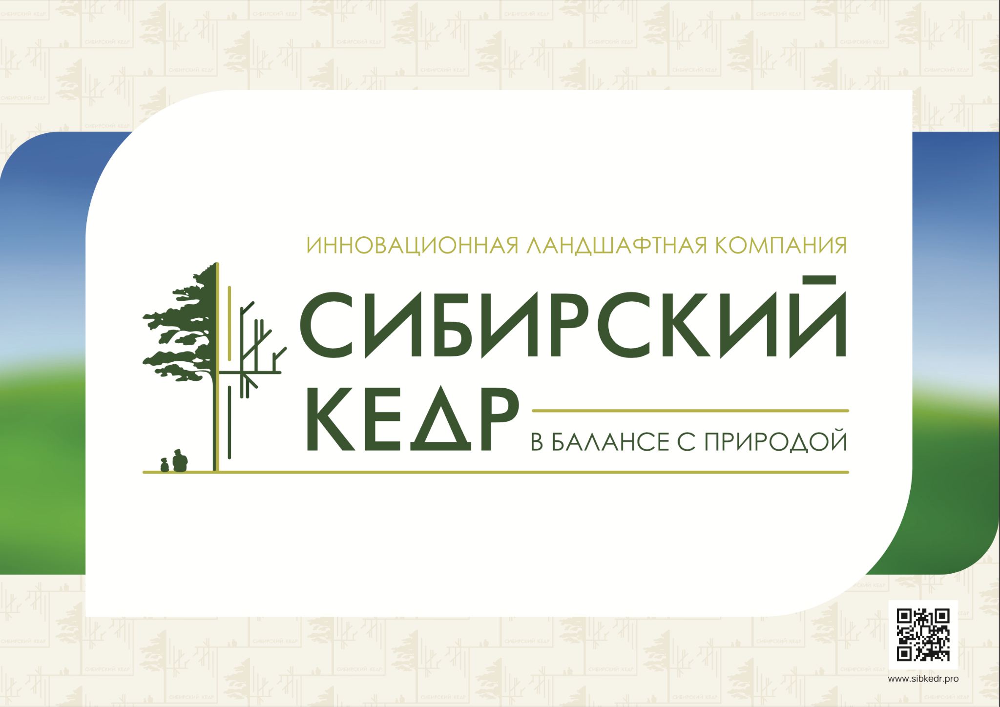 ИННОВАЦИОННАЯ ЛАНДШАФТНАЯ КОМПАНИЯ
СИБИРСКИЙ
КЕДР
В БАЛАНСЕ С ПРИРОДОЙ
www.sibkedr.pro